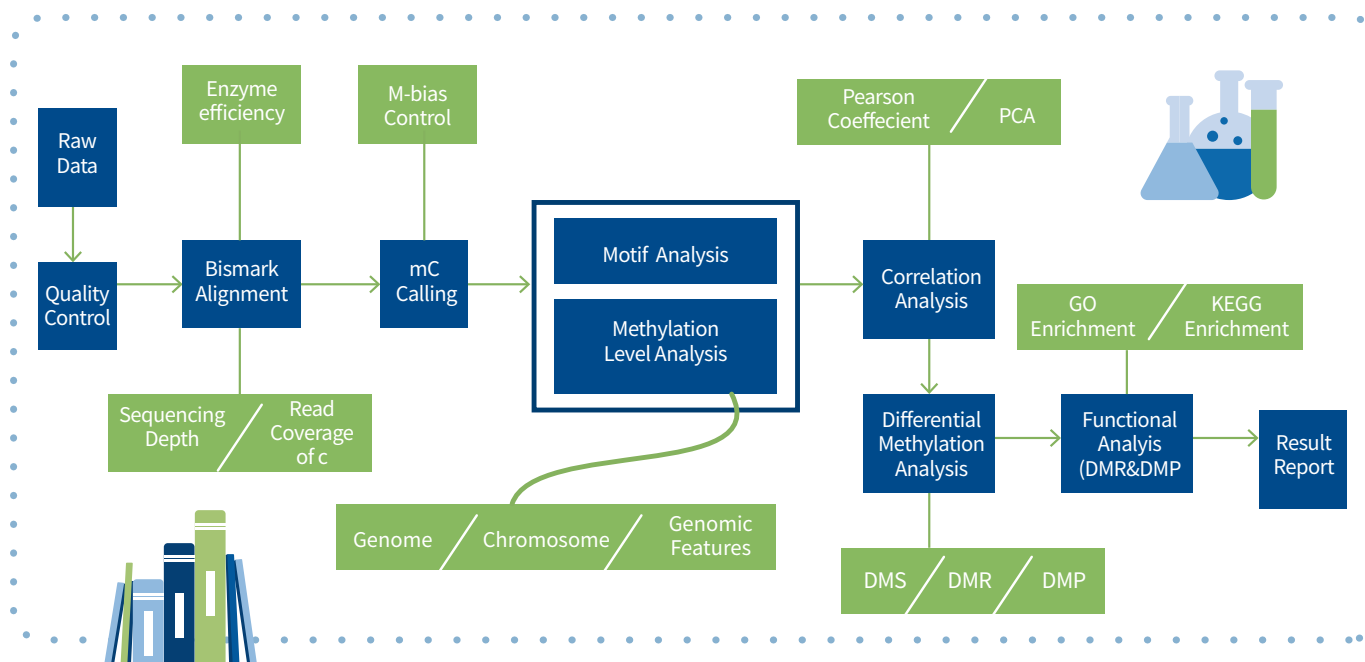 Raw
Data
Quality
Control
Enzyme
efficiency
Bismark
Alignment
Sequencing
Depth
Read
Coverage
of c
M-bias
Control
mC
Calling
Motif Analysis
Methylation
Level Analysis
Genome
Chromosome
Genomic
Features
Pearson
Coeffecient
PCA
Correlation
Analysis
Differential
Methylation
Analysis
DMS
DMR
DMP
GO
Enrichment
KEGG
Enrichment
Functional
Analyis
(DMR&DMP
Result
Report